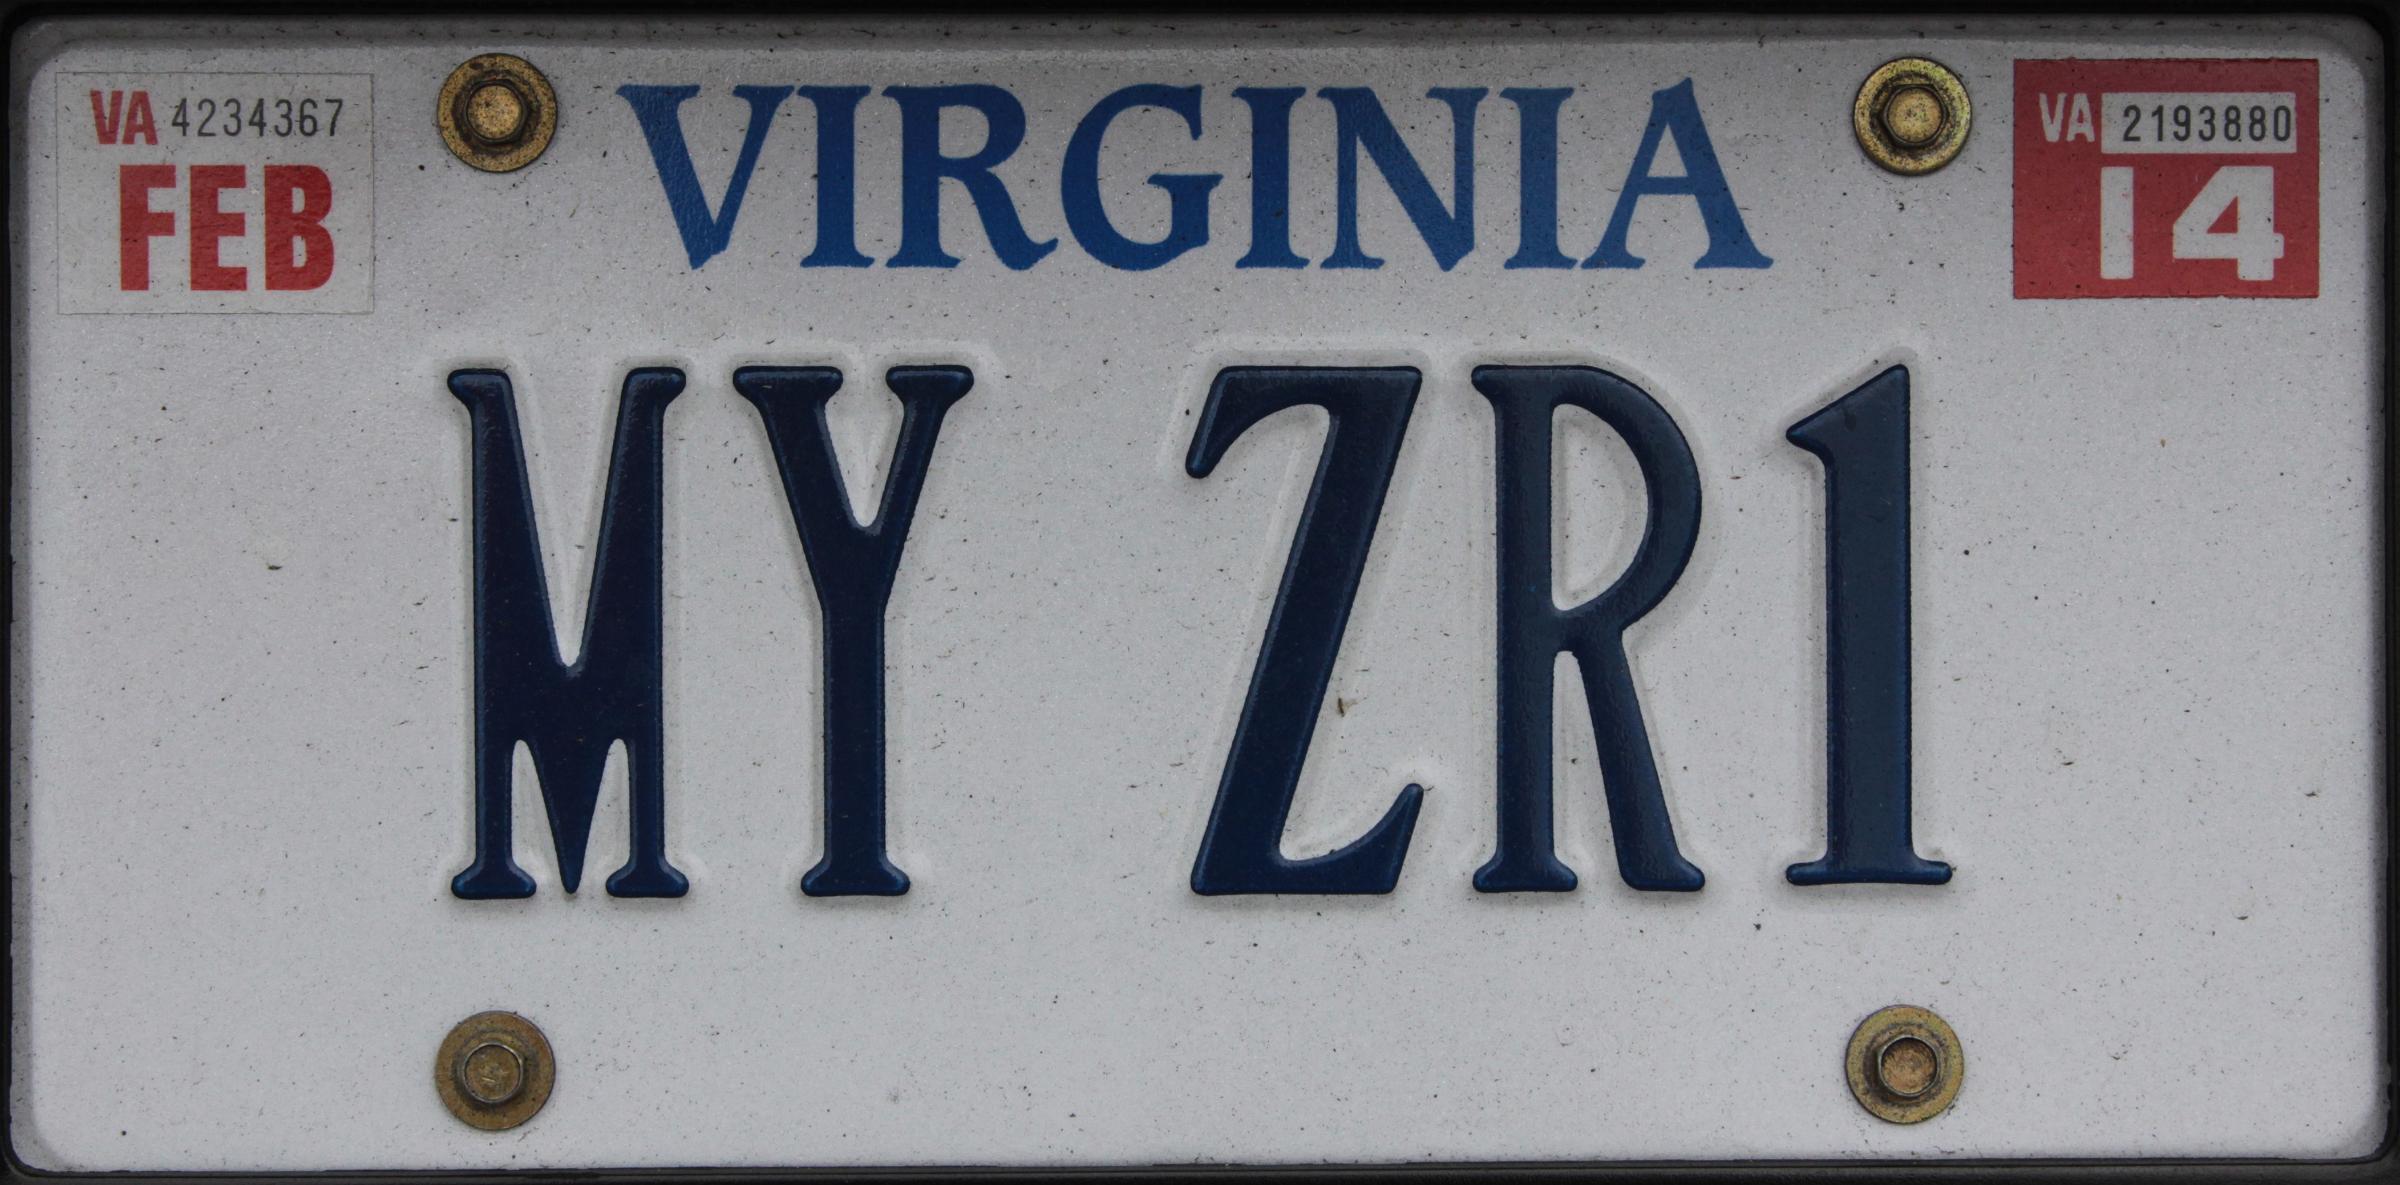 VA 4234367
FEB
VIRGINIA
VA 2193880
14
MY ZR1